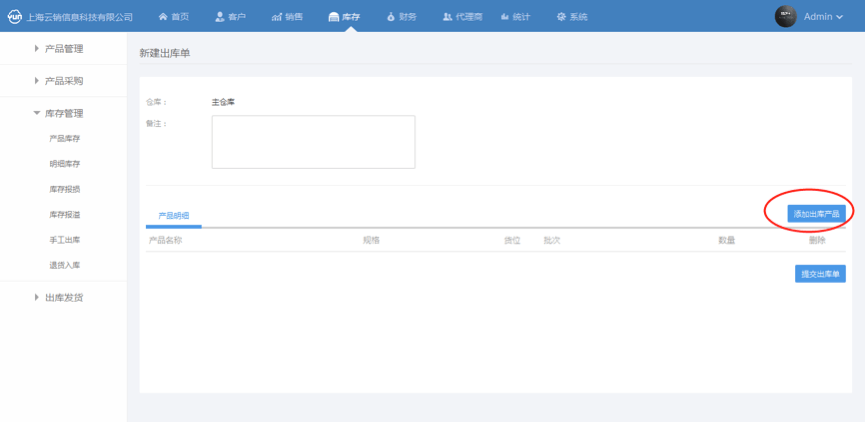 yun 上海云销信息科技有限公司 首页 客户 销售 库存 财务 代理商 统计 系统 Admin
产品管理
产品采购
库存管理
产品库存
明细库存
库存报损
库存报溢
手工出库
退货入库
出库发货
新建出库单
仓库： 主仓库
备注：
产品明细 添加出库产品
产品名称 规格 货位 批次 数量 删除
提交出库单